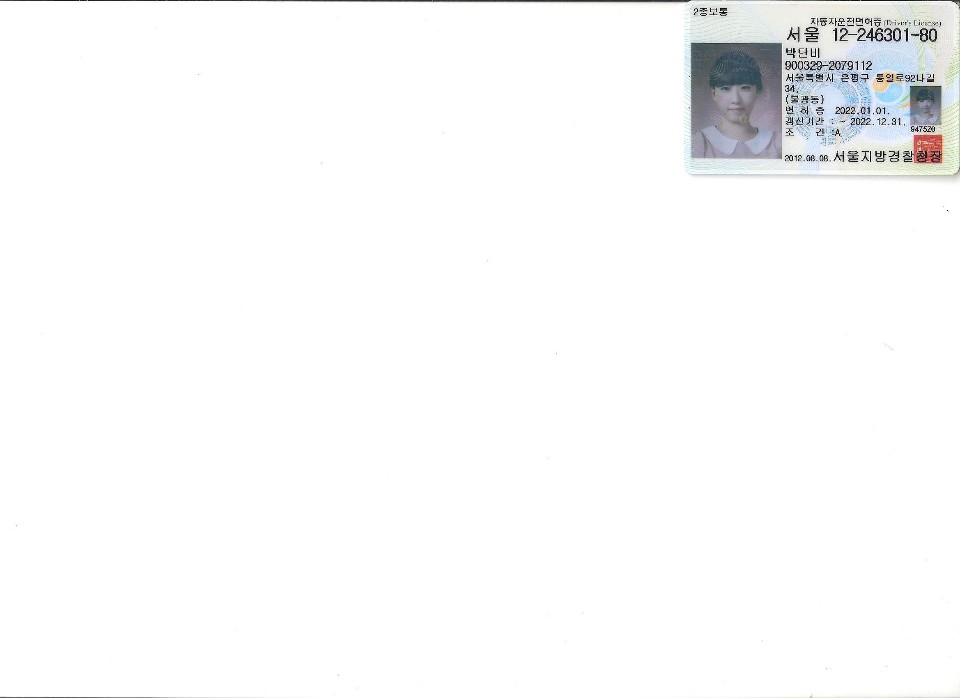 2종보통
자동차운전면허증 (Driver's License)
서울 12-246301-80
박단비
900329-2079112
서울특별시 은평구 통일로92나길
34,
(불광동)
면 허 증 2022.01.01.
갱신기간 : ~ 2022.12.31.
조 건 :A
947520
2012.08.08. 서울지방경찰청장